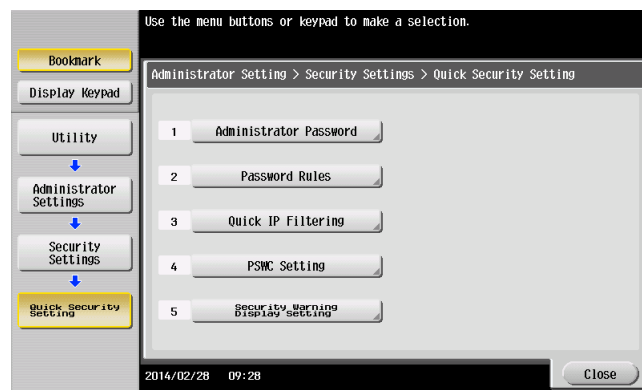 Use the menu buttons or keypad to make a selection.
Bookmark
Display Keypad
Utility
Administrator
Settings
Security
Settings
Quick Security
Setting
Administrator Setting > Security Settings > Quick Security Setting
1 Administrator Password
2 Password Rules
3 Quick IP Filtering
4 PSWC Setting
5 Security Warning
Display Setting
2014/02/28 09:28
Close